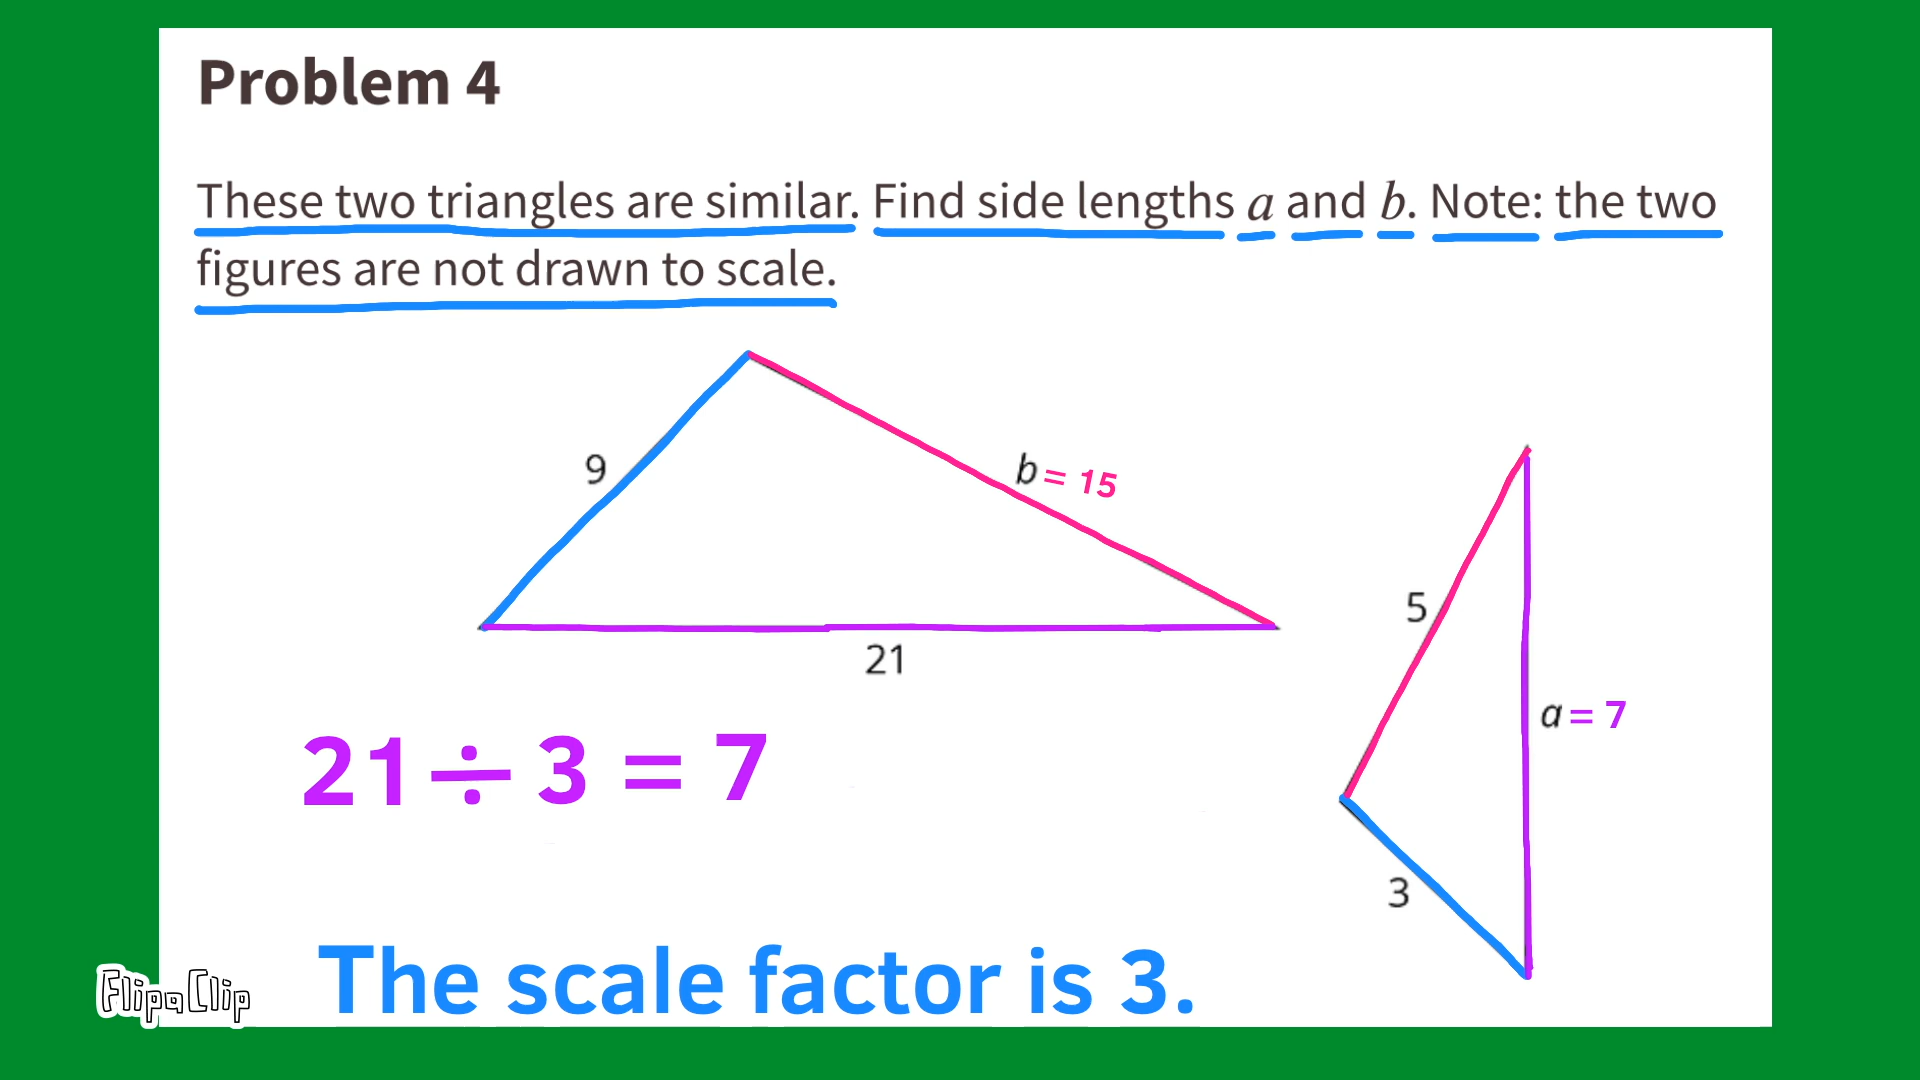 Problem 4
These two triangles are similar. Find side lengths a and b. Note: the two
figures are not drawn to scale.
9
b = 15
21
5
a = 7
3
21 ÷ 3 = 7
The scale factor is 3.
FlipaClip